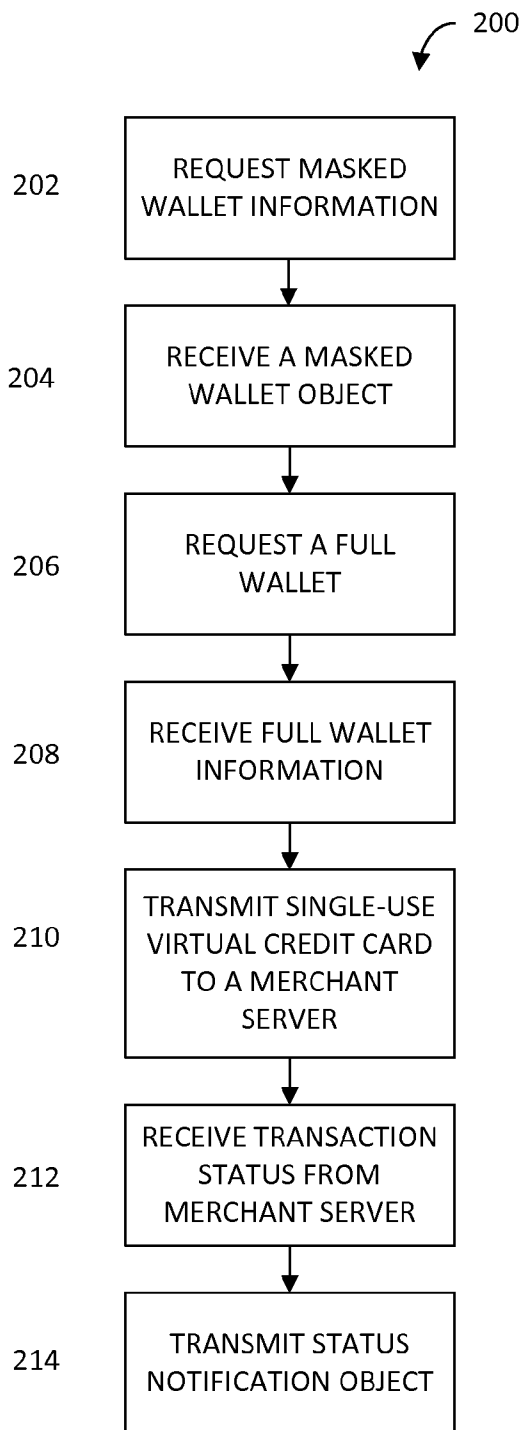 200
202
REQUEST MASKED
WALLET INFORMATION
204
RECEIVE A MASKED
WALLET OBJECT
206
REQUEST A FULL
WALLET
208
RECEIVE FULL WALLET
INFORMATION
210
TRANSMIT SINGLE-USE
VIRTUAL CREDIT CARD
TO A MERCHANT
SERVER
212
RECEIVE TRANSACTION
STATUS FROM
MERCHANT SERVER
214
TRANSMIT STATUS
NOTIFICATION OBJECT